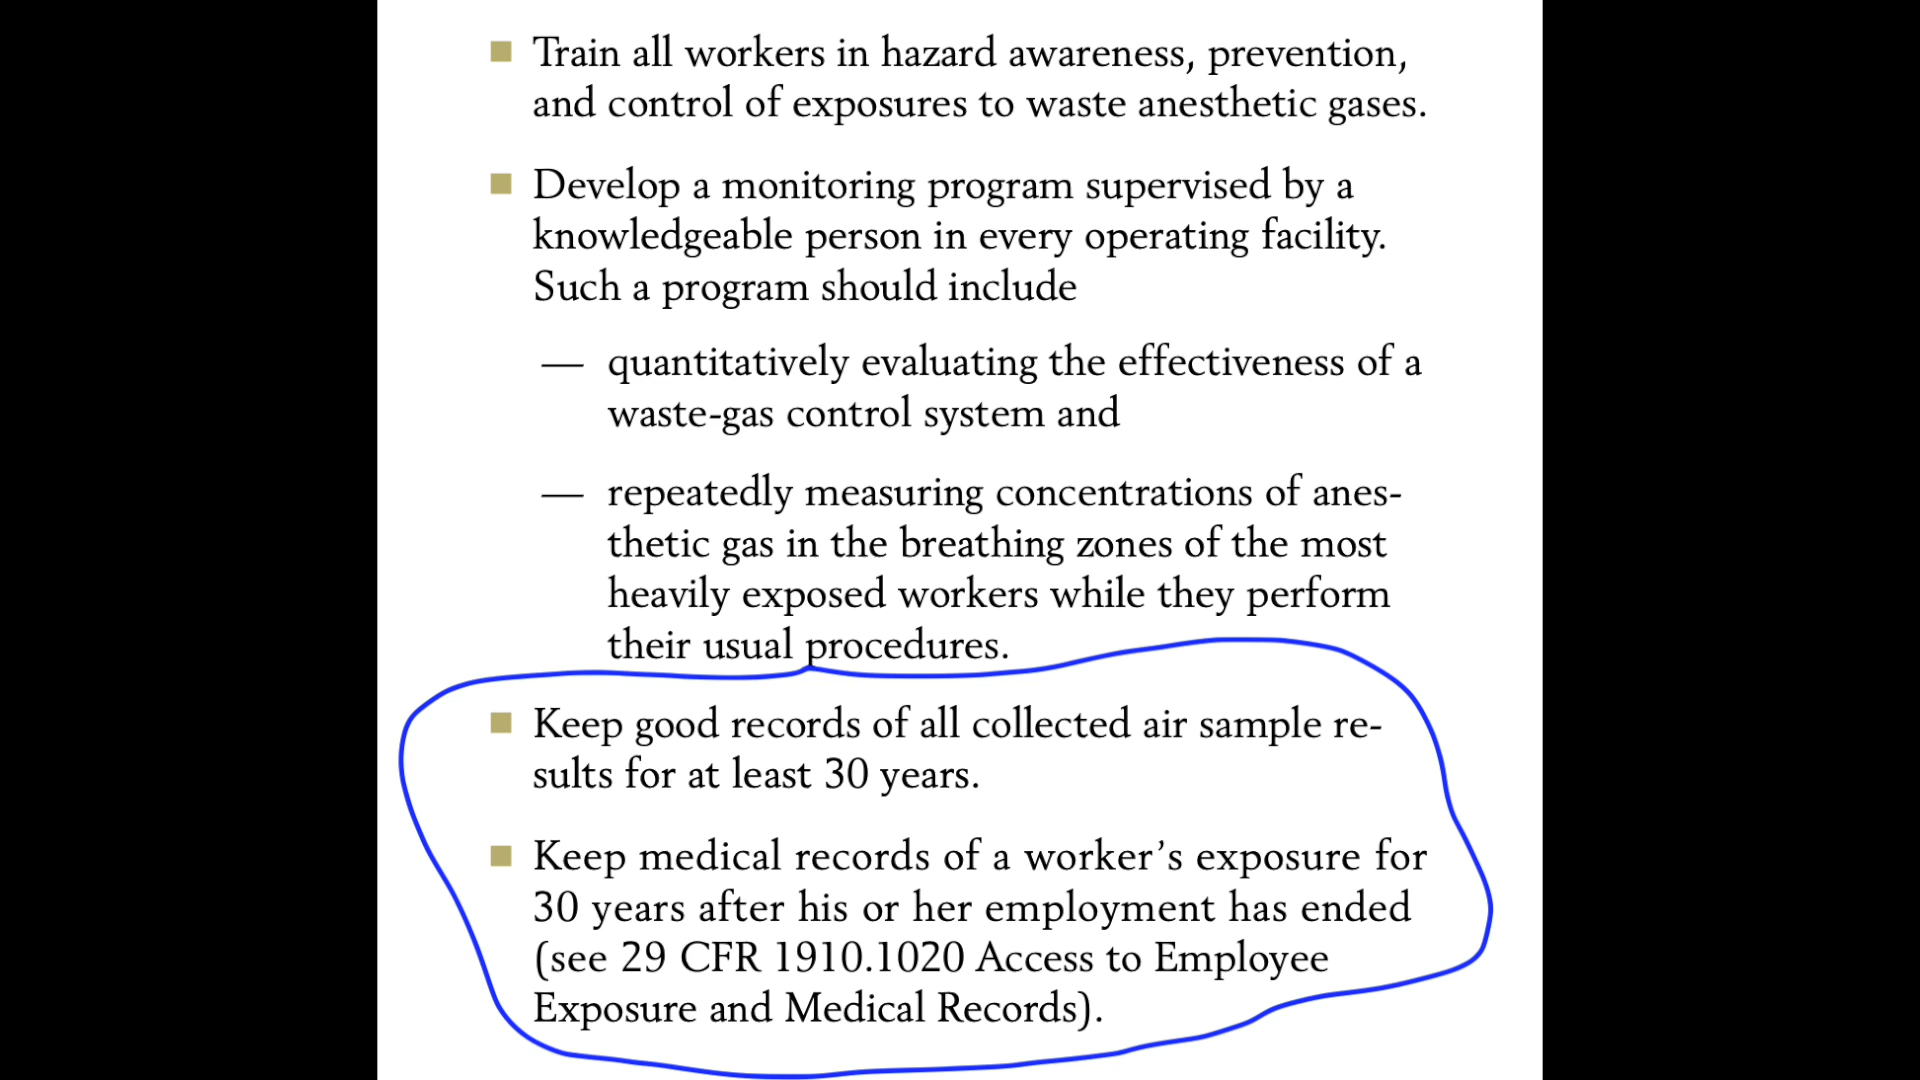 ■ Train all workers in hazard awareness, prevention,
and control of exposures to waste anesthetic gases.
■ Develop a monitoring program supervised by a
knowledgeable person in every operating facility.
Such a program should include
— quantitatively evaluating the effectiveness of a
waste-gas control system and
— repeatedly measuring concentrations of anes-
thetic gas in the breathing zones of the most
heavily exposed workers while they perform
their usual procedures.
■ Keep good records of all collected air sample re-
sults for at least 30 years.
■ Keep medical records of a worker’s exposure for
30 years after his or her employment has ended
(see 29 CFR 1910.1020 Access to Employee
Exposure and Medical Records).